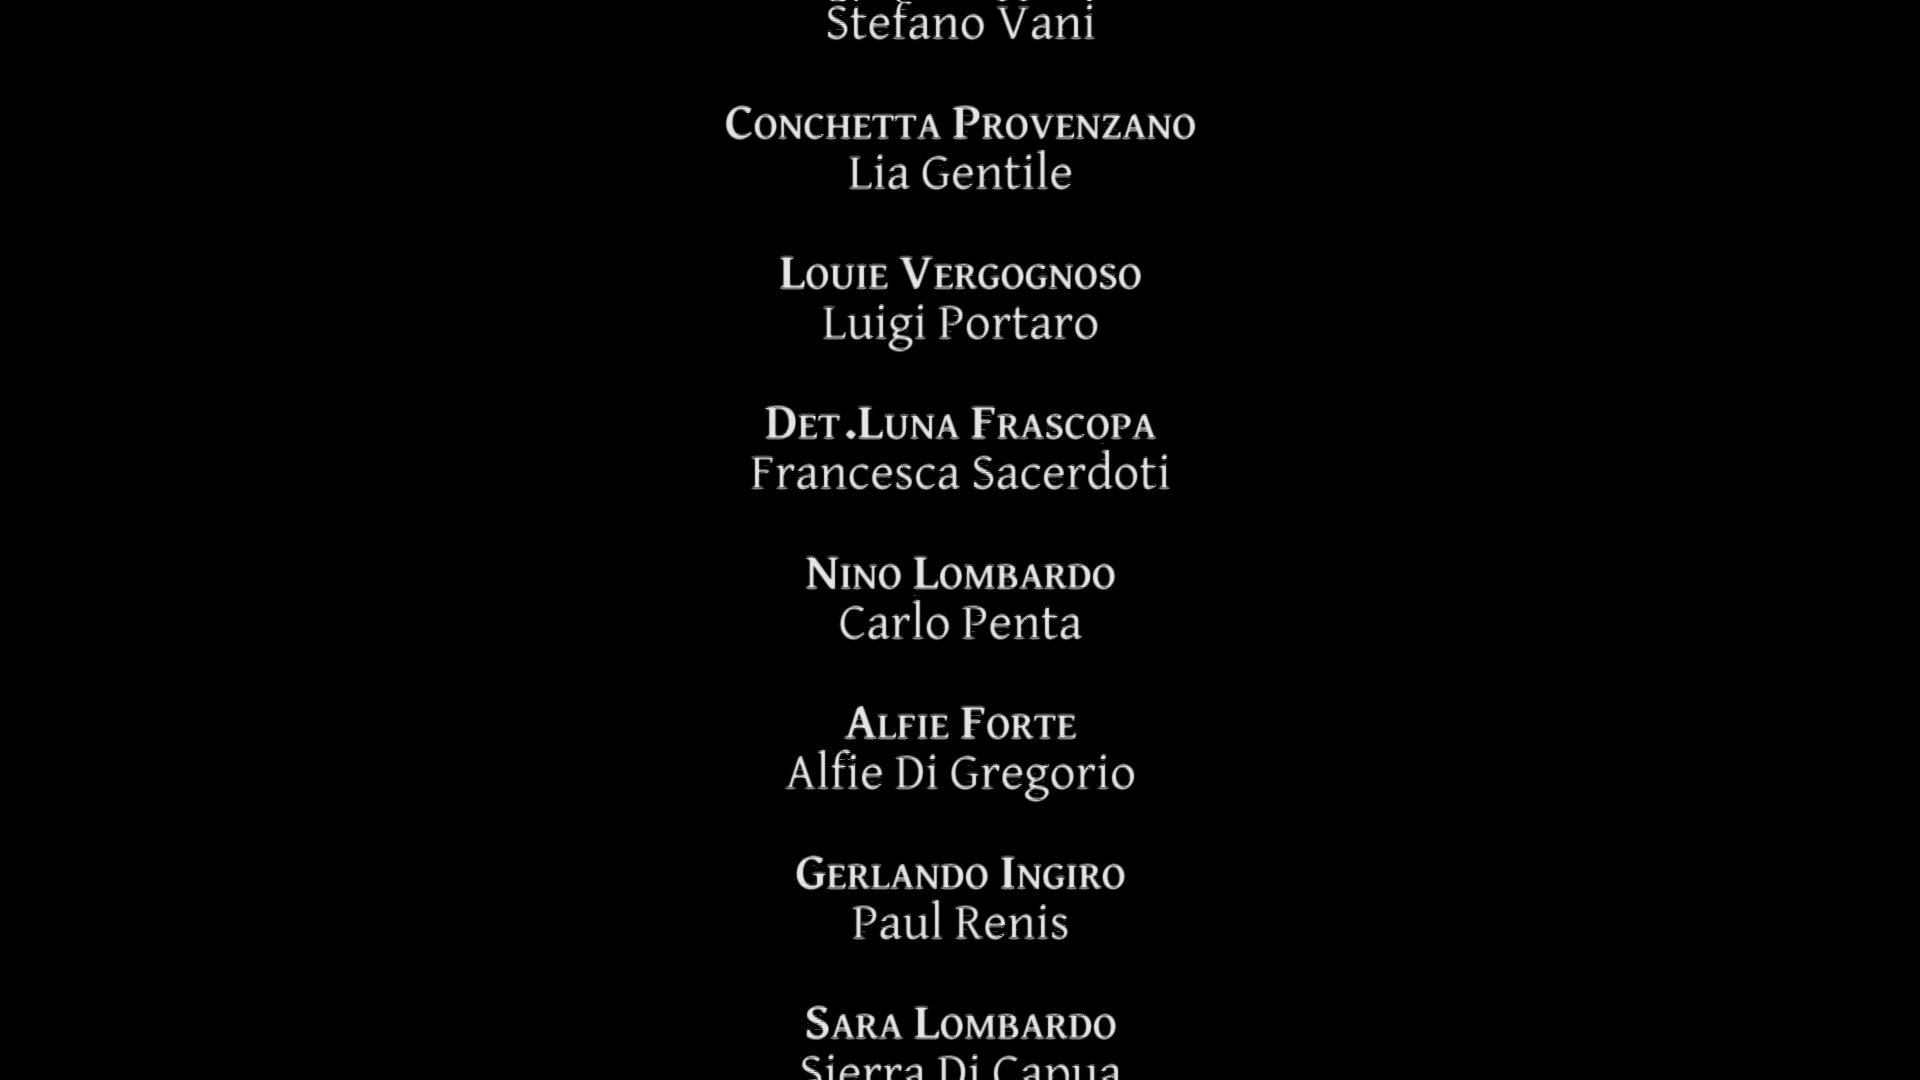 Stefano Vani
Conchetta Provenzano
Lia Gentile
Louie Vergognoso
Luigi Portaro
Det.Luna Frascopa
Francesca Sacerdoti
Nino Lombardo
Carlo Penta
Alfie Forte
Alfie Di Gregorio
Gerlando Ingiro
Paul Renis
Sara Lombardo
Sierra Di Capua